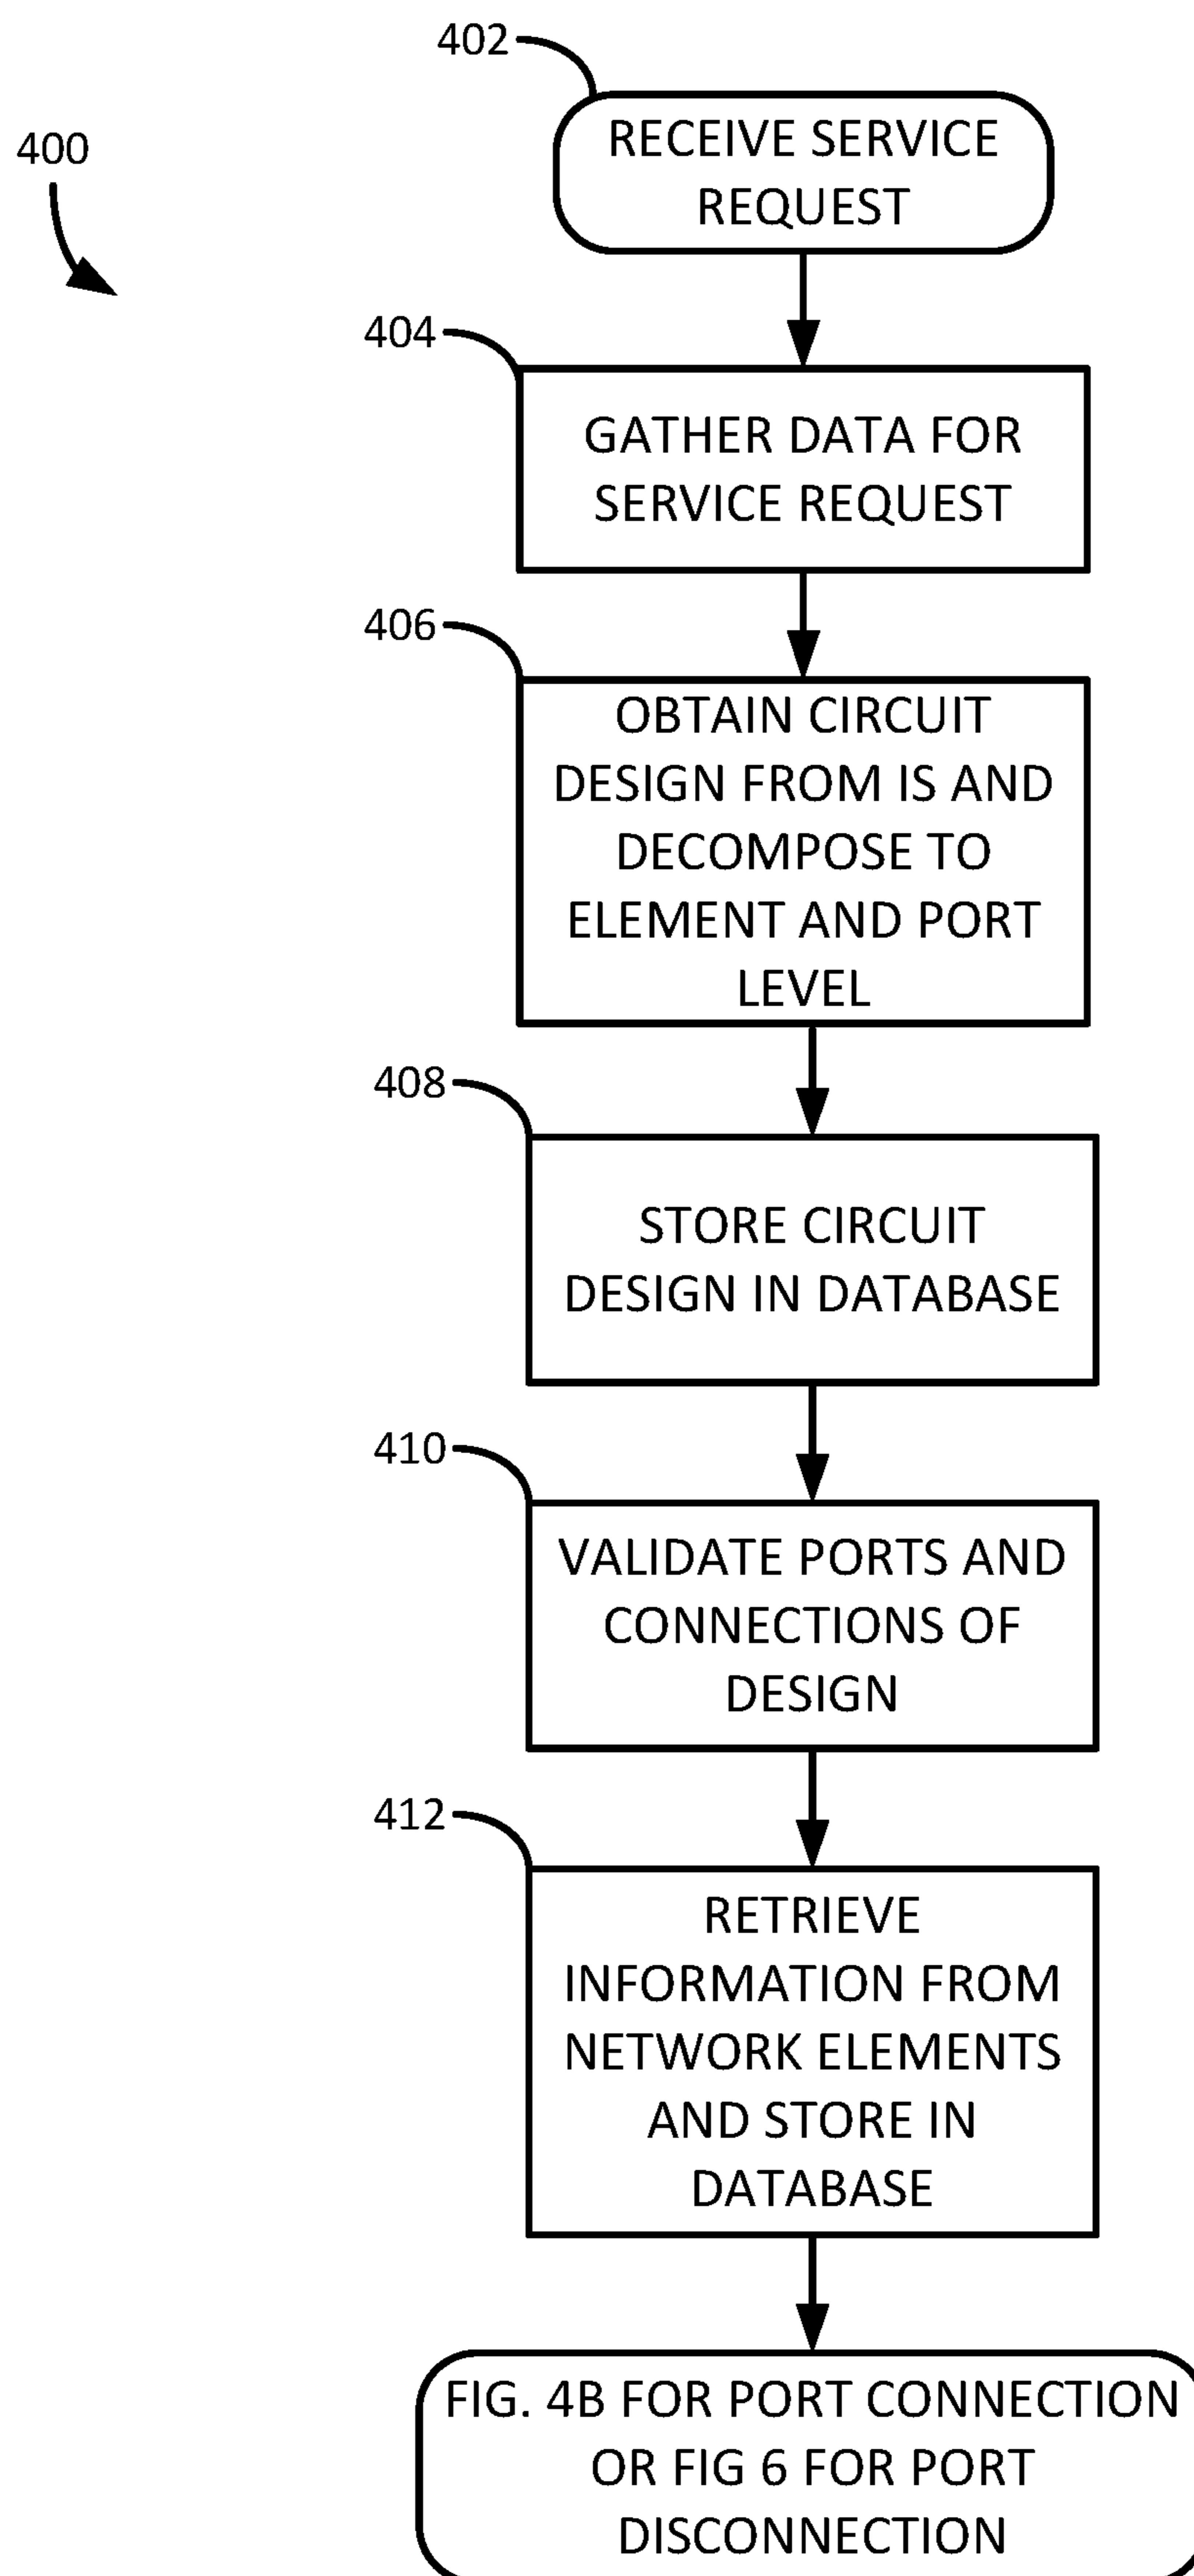 402
RECEIVE SERVICE
REQUEST
400
404
GATHER DATA FOR
SERVICE REQUEST
406
OBTAIN CIRCUIT
DESIGN FROM IS AND
DECOMPOSE TO
ELEMENT AND PORT
LEVEL
408
STORE CIRCUIT
DESIGN IN DATABASE
410
VALIDATE PORTS AND
CONNECTIONS OF
DESIGN
412
RETRIEVE
INFORMATION FROM
NETWORK ELEMENTS
AND STORE IN
DATABASE
FIG. 4B FOR PORT CONNECTION
OR FIG 6 FOR PORT
DISCONNECTION